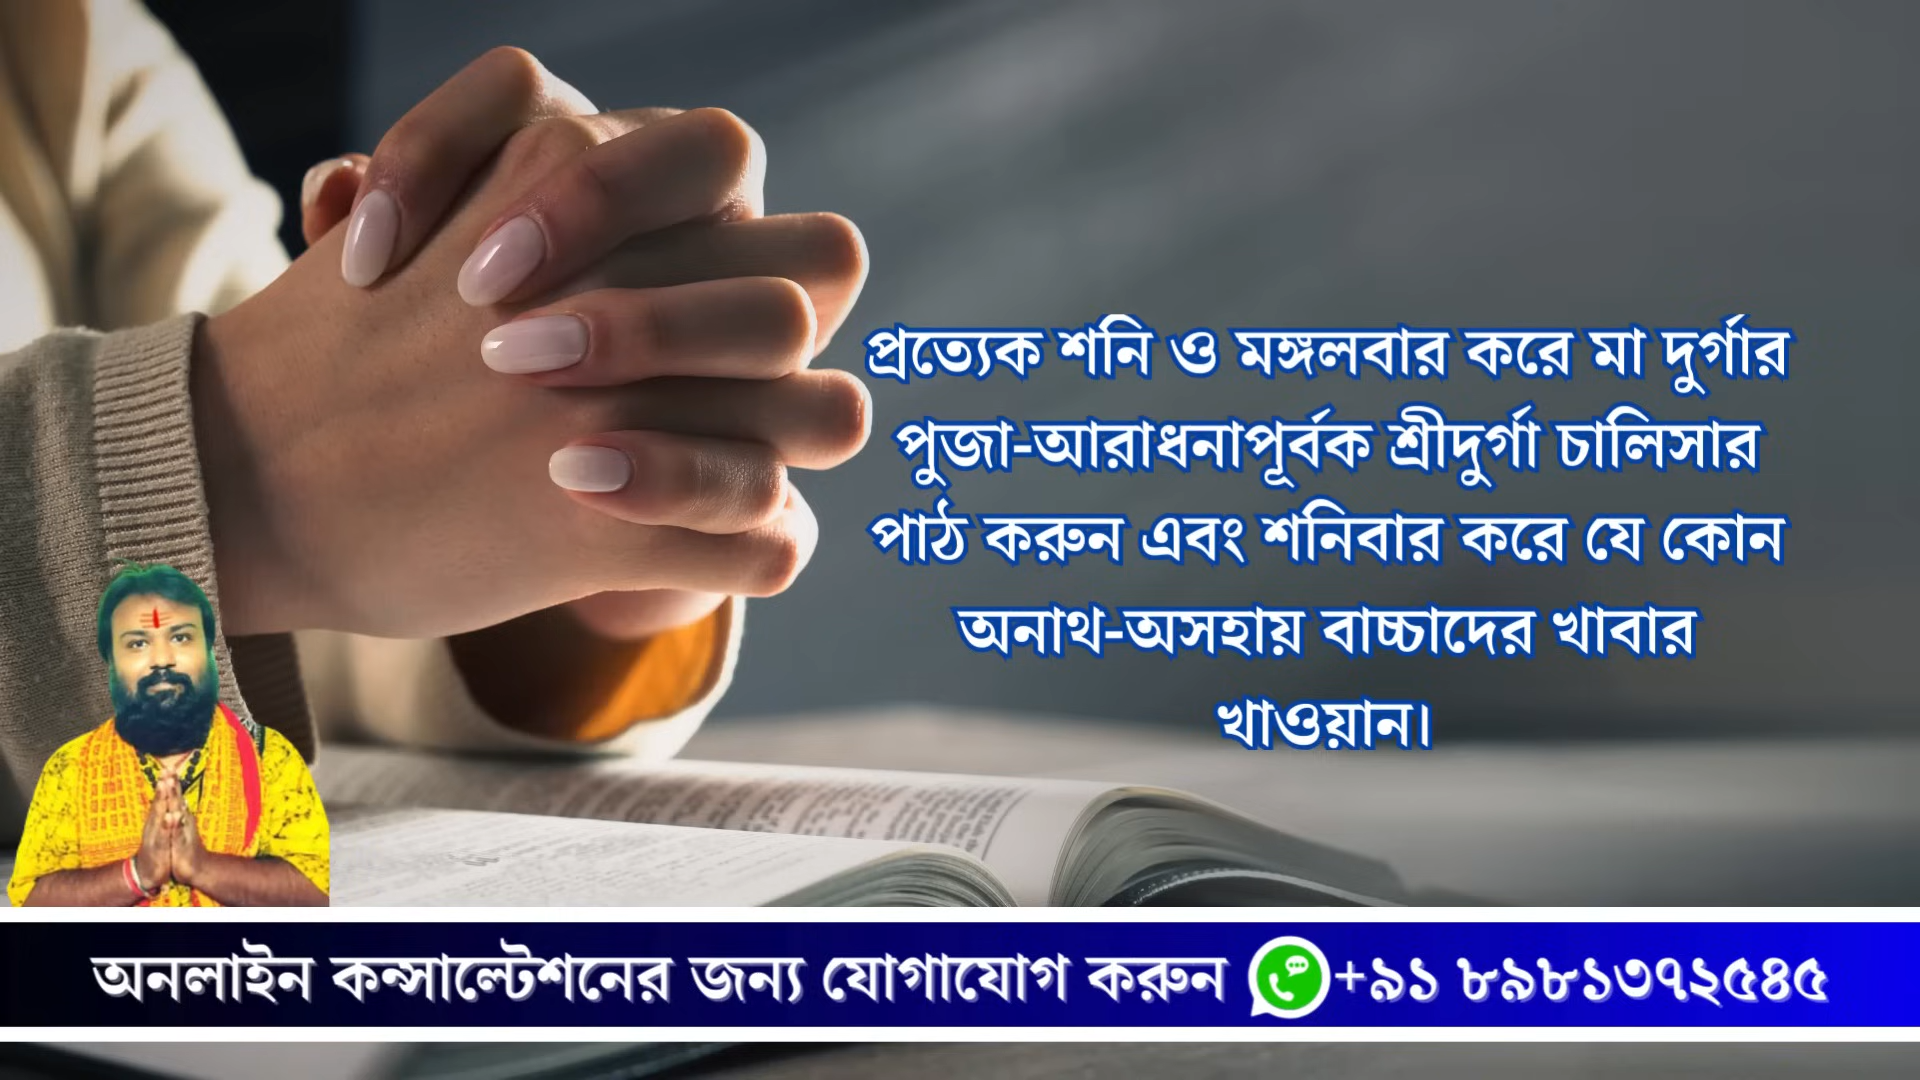 প্রত্যেক শনি ও মঙ্গলবার করে মা দুর্গার
পুজা-আরাধনাপূর্বক শ্রীদুর্গা চালিসার
পাঠ করুন এবং শনিবার করে যে কোন
অনাথ-অসহায় বাচ্চাদের খাবার
খাওয়ান।
অনলাইন কন্সাল্টেশনের জন্য যোগাযোগ করুন +৯১ ৮৯৮১৩৭২৫৪৫